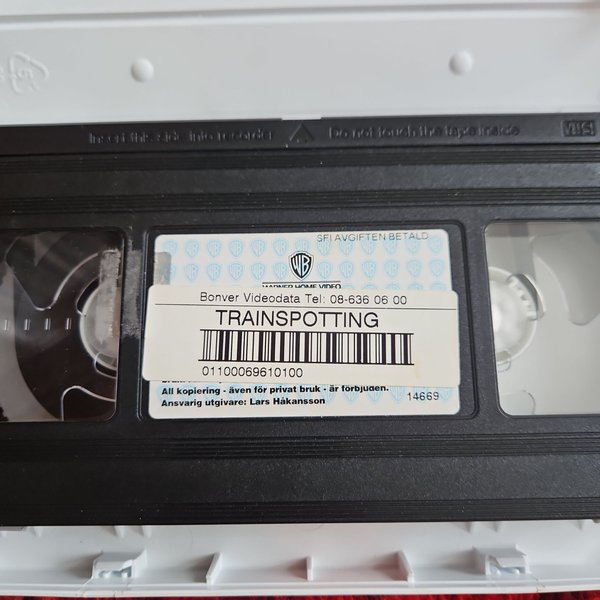 Insert this side into recorder △ Do not touch the tape inside VHS
SFI AVGIFTEN BETALD
WB
WARNER HOME VIDEO
Bonver Videodata Tel: 08-636 06 00
TRAINSPOTTING
01100069610100
All kopiering - även för privat bruk - är förbjuden.
Ansvarig utgivare: Lars Håkansson
14669